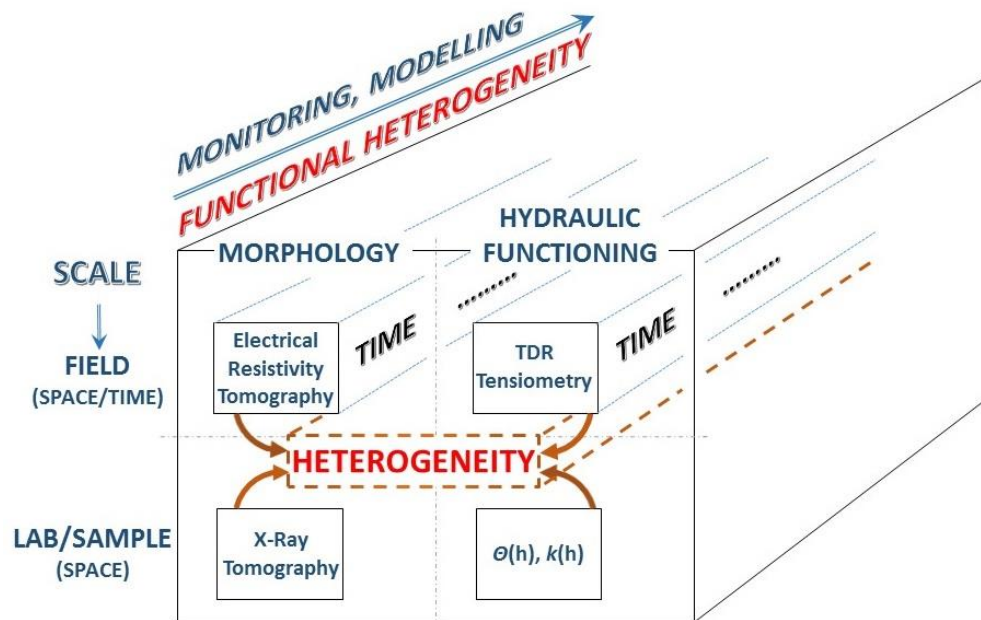 MONITORING, MODELLING
FUNCTIONAL HETEROGENEITY
MORPHOLOGY
HYDRAULIC
FUNCTIONING
SCALE
FIELD
(SPACE/TIME)
Electrical
Resistivity
Tomography
TIME
.........
TDR
Tensiometry
TIME
.........
HETEROGENEITY
LAB/SAMPLE
(SPACE)
X-Ray
Tomography
Θ(h), k(h)